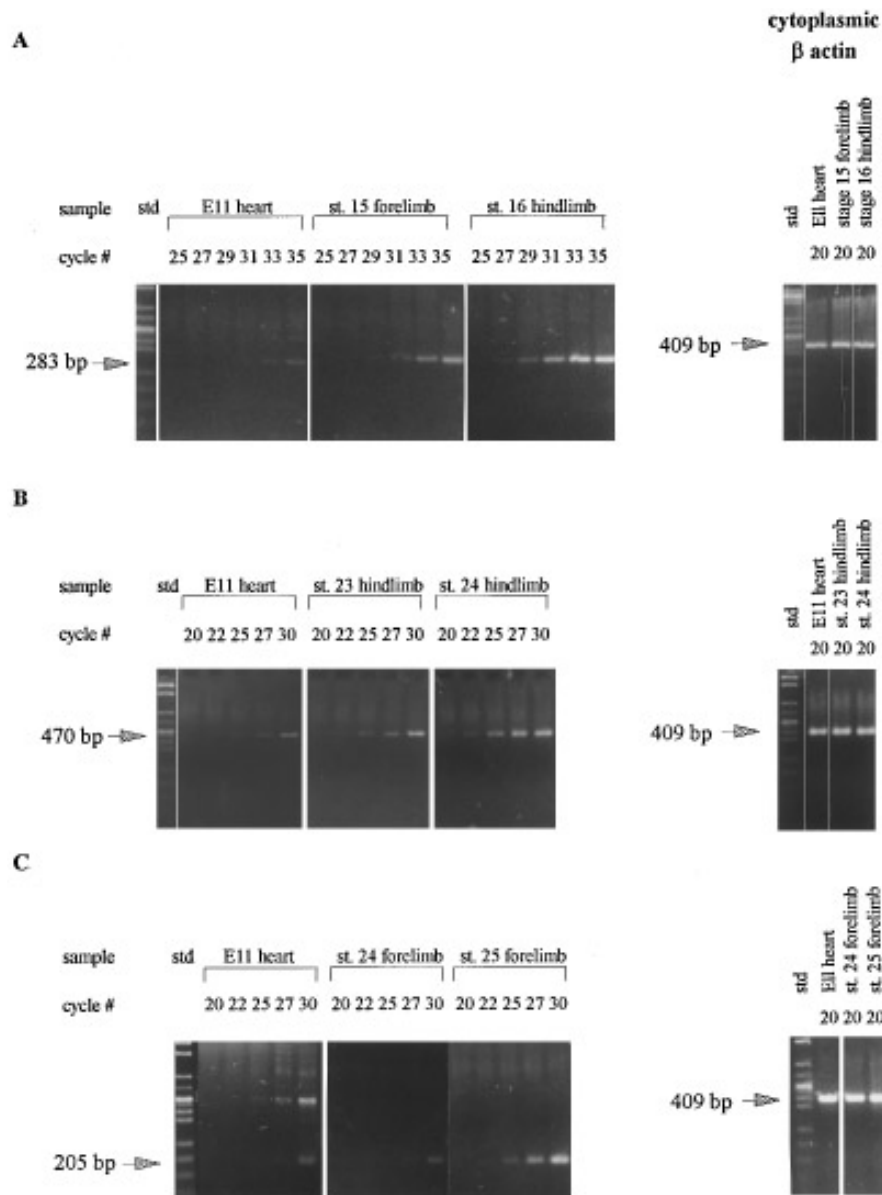 A
cytoplasmic
β actin
sample std E11 heart st. 15 forelimb st. 16 hindlimb
std Ell heart stage 15 forelimb stage 16 hindlimb
cycle # 25 27 29 31 33 35 25 27 29 31 33 35 25 27 29 31 33 35
20 20 20
283 bp
409 bp
B
sample std E11 heart st. 23 hindlimb st. 24 hindlimb
std E11 heart st. 23 hindlimb st. 24 hindlimb
cycle # 20 22 25 27 30 20 22 25 27 30 20 22 25 27 30
20 20 20
470 bp
409 bp
C
sample std E11 heart st. 24 forelimb st. 25 forelimb
std Ell heart st. 24 forelimb st. 25 forelimb
cycle # 20 22 25 27 30 20 22 25 27 30 20 22 25 27 30
20 20 20
409 bp
205 bp